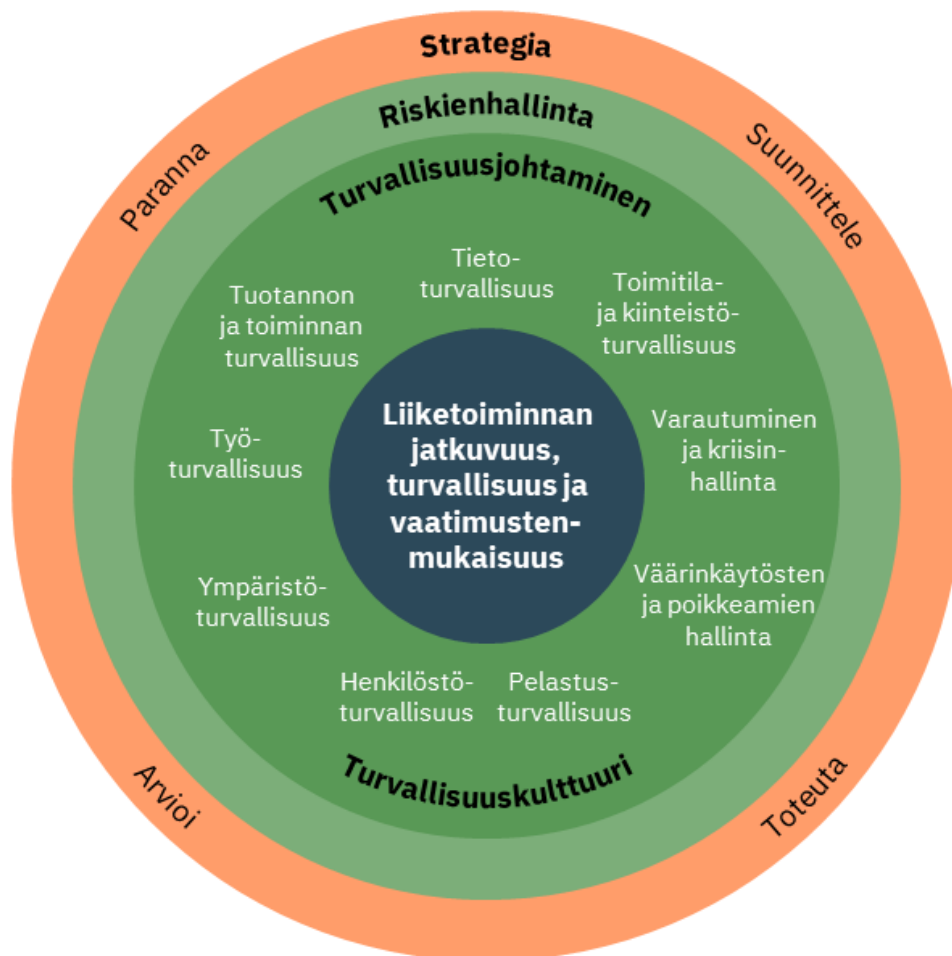 Strategia
Riskienhallinta
Turvallisuusjohtaminen
Paranna
Suunnittele
Tieto-
turvallisuus
Toimitila-
ja kiinteistö-
turvallisuus
Tuotannon
ja toiminnan
turvallisuus
Liiketoiminnan
jatkuvuus,
turvallisuus ja
vaatimusten-
mukaisuus
Varautuminen
ja kriisin-
hallinta
Työ-
turvallisuus
Väärinkäytösten
ja poikkeamien
hallinta
Ympäristö-
turvallisuus
Henkilöstö-
turvallisuus
Pelastus-
turvallisuus
Turvallisuuskulttuuri
Arvioi
Toteuta